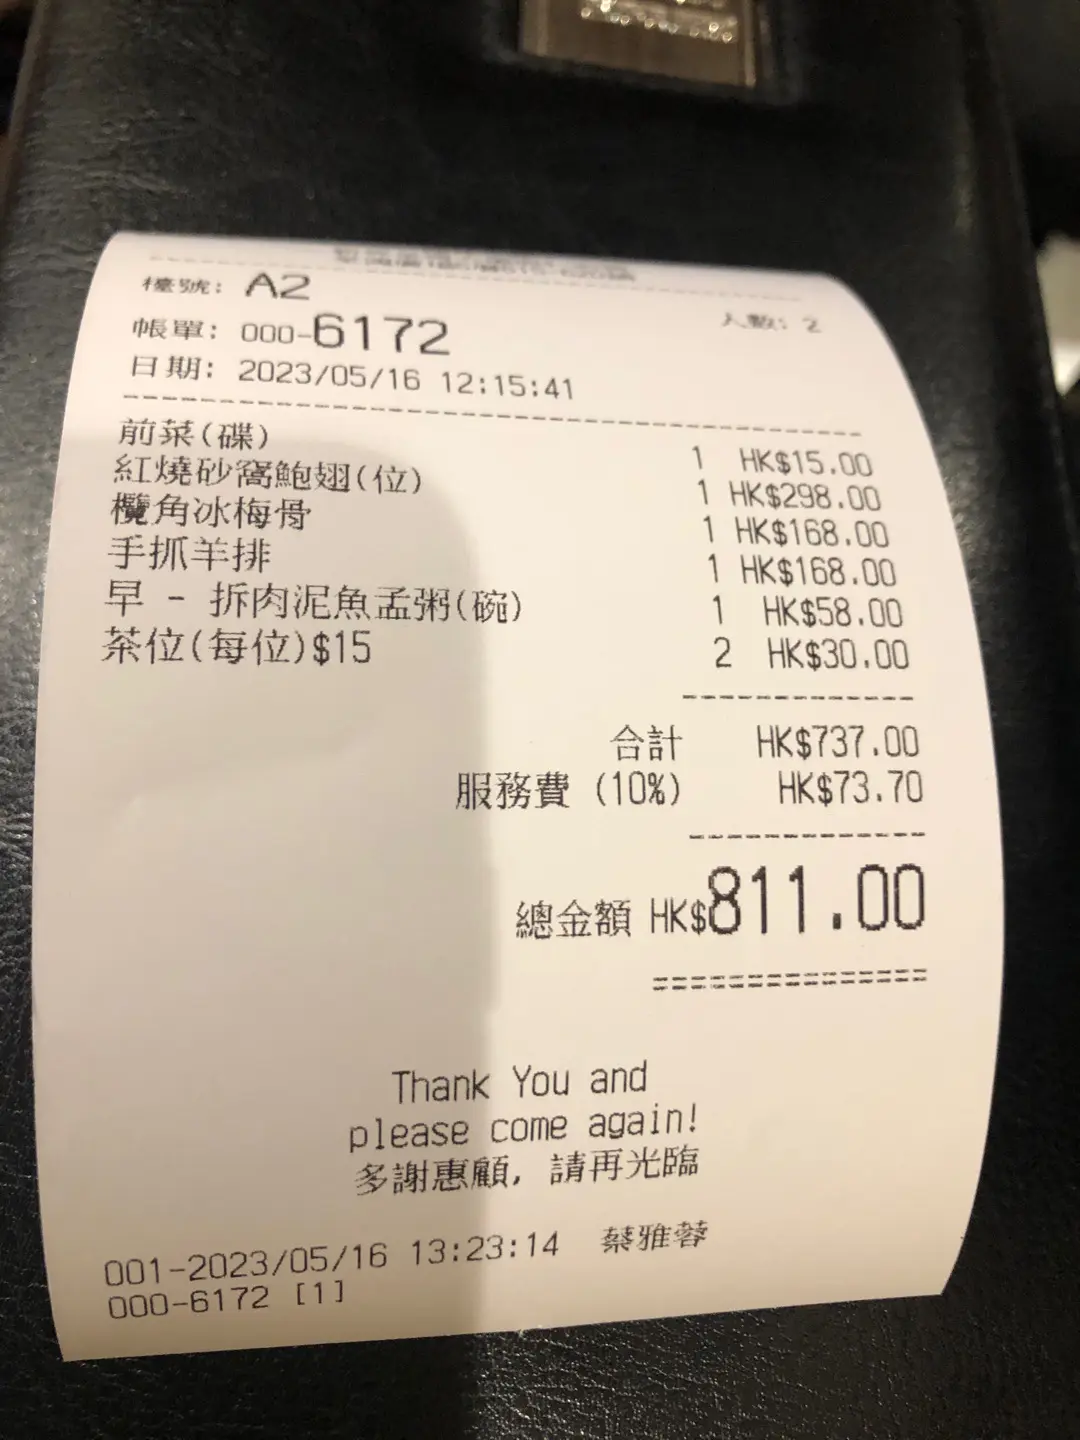 檯號: A2
人數: 2
帳單: 000-6172
日期: 2023/05/16 12:15:41
前菜(碟) 1 HK$15.00
紅燒砂窩鮑翅(位) 1 HK$298.00
欖角冰梅骨 1 HK$168.00
手抓羊排 1 HK$168.00
早 - 拆肉泥魚孟粥(碗) 1 HK$58.00
茶位(每位)$15 2 HK$30.00
合計 HK$737.00
服務費 (10%) HK$73.70
總金額 HK$811.00
Thank You and
please come again!
多謝惠顧, 請再光臨
001-2023/05/16 13:23:14 蔡雅蓉
000-6172 [1]